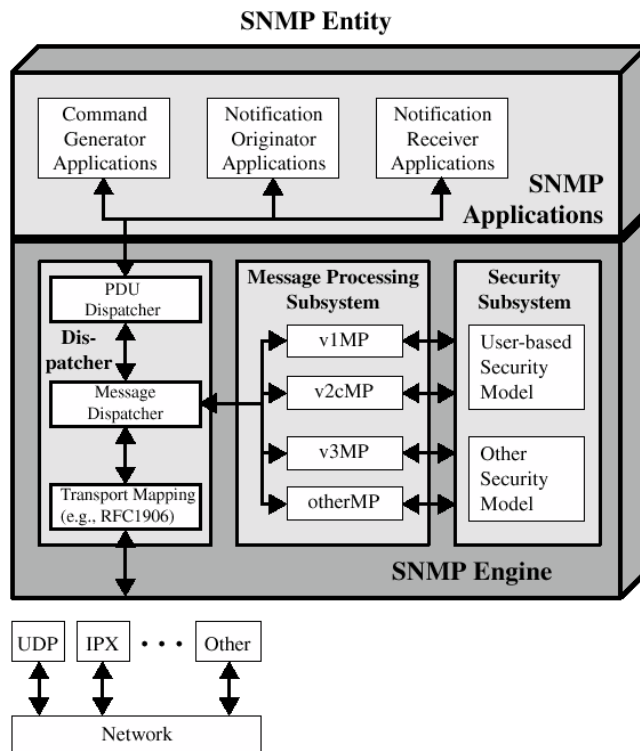 SNMP Entity
Command
Generator
Applications
Notification
Originator
Applications
Notification
Receiver
Applications
SNMP
Applications
PDU
Dispatcher
Dis-
patcher
Message
Dispatcher
Transport Mapping
(e.g., RFC1906)
Message Processing
Subsystem
v1MP
v2cMP
v3MP
otherMP
Security
Subsystem
User-based
Security
Model
Other
Security
Model
SNMP Engine
UDP
IPX
• • •
Other
Network